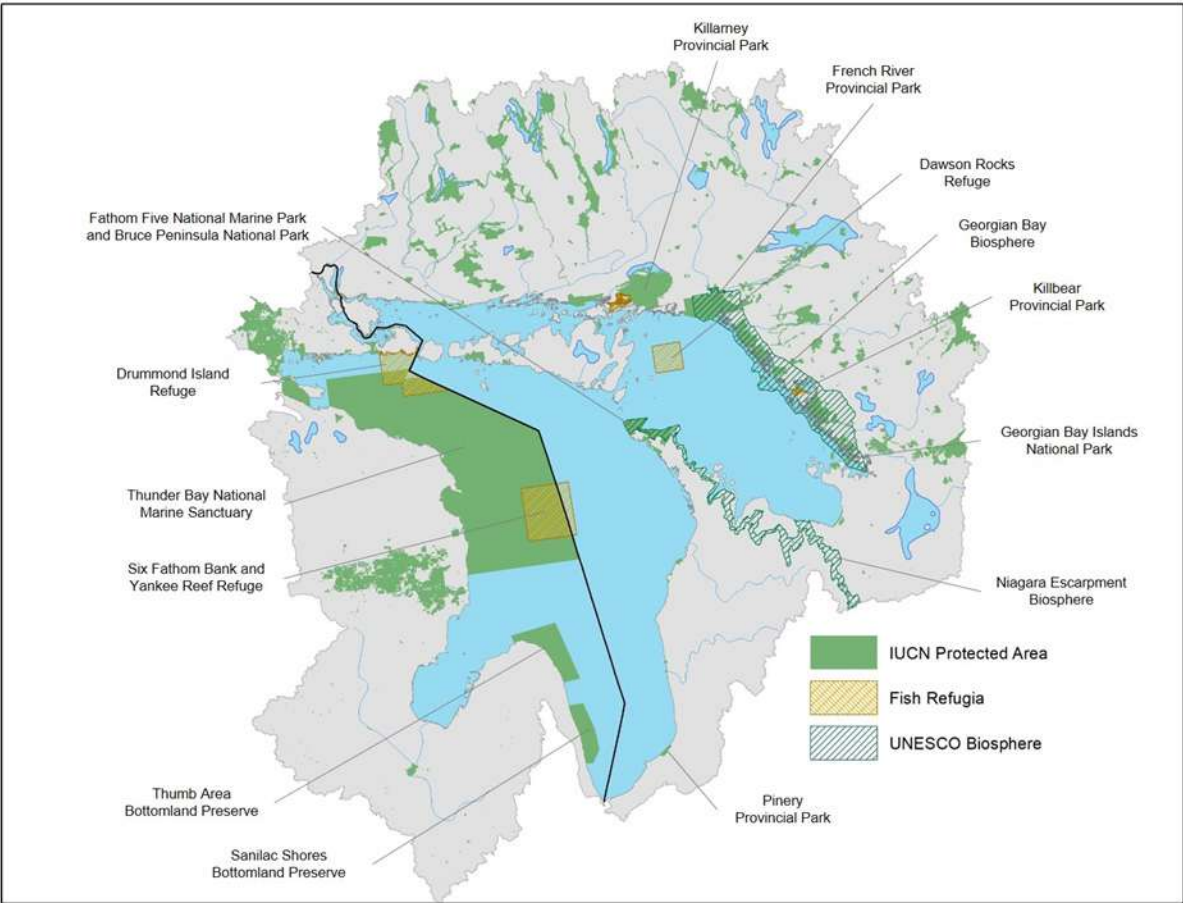 Killarney
Provincial Park
French River
Provincial Park
Dawson Rocks
Refuge
Fathom Five National Marine Park
and Bruce Peninsula National Park
Georgian Bay
Biosphere
Killbear
Provincial Park
Drummond Island
Refuge
Georgian Bay Islands
National Park
Thunder Bay National
Marine Sanctuary
Six Fathom Bank and
Yankee Reef Refuge
Niagara Escarpment
Biosphere
IUCN Protected Area
Fish Refugia
UNESCO Biosphere
Thumb Area
Bottomland Preserve
Pinery
Provincial Park
Sanilac Shores
Bottomland Preserve